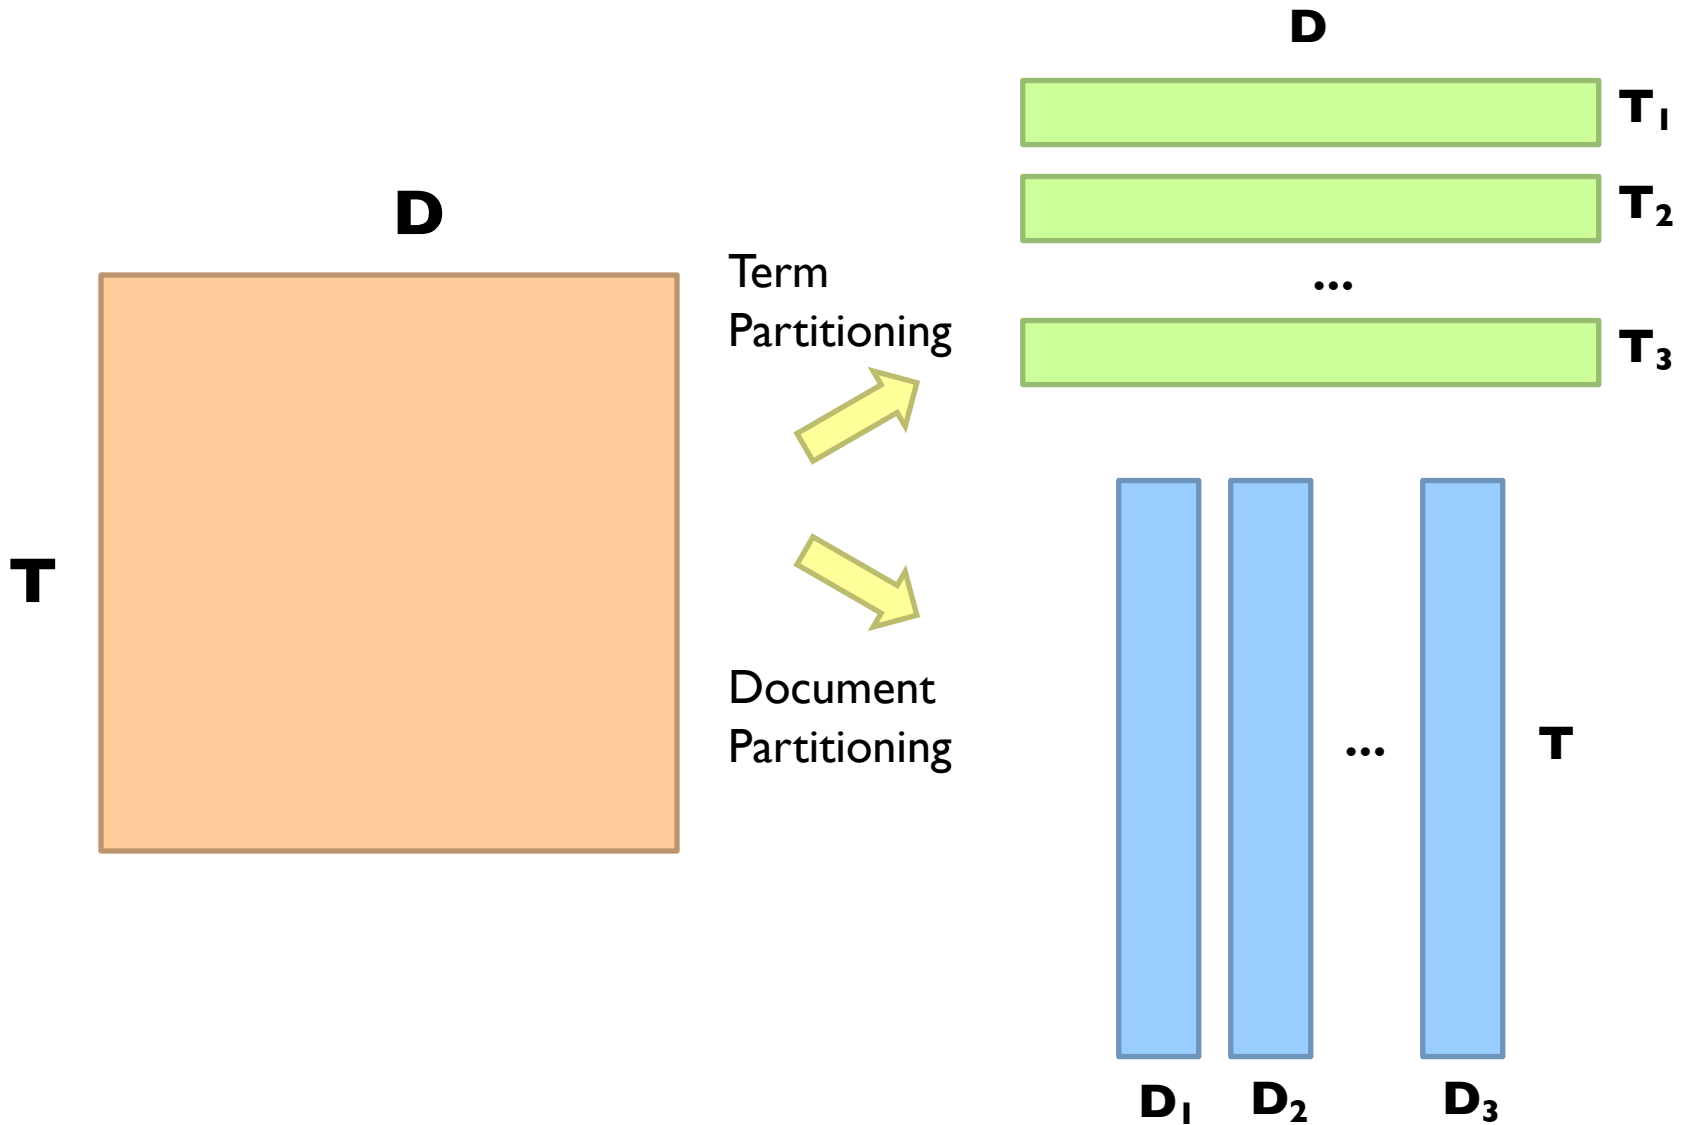 D
T
Term
Partitioning
Document
Partitioning
D
T1
T2
...
T3
...
T
D1
D2
D3